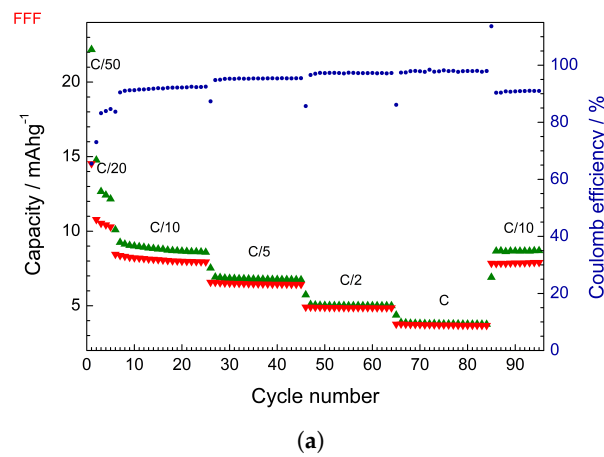 FFF
C/50
C/20
C/10
C/5
C/2
C
C/10
20
15
10
5
100
80
60
40
20
0
0 10 20 30 40 50 60 70 80 90
Capacity / mAhg⁻¹
Coulomb efficiency / %
Cycle number
(a)